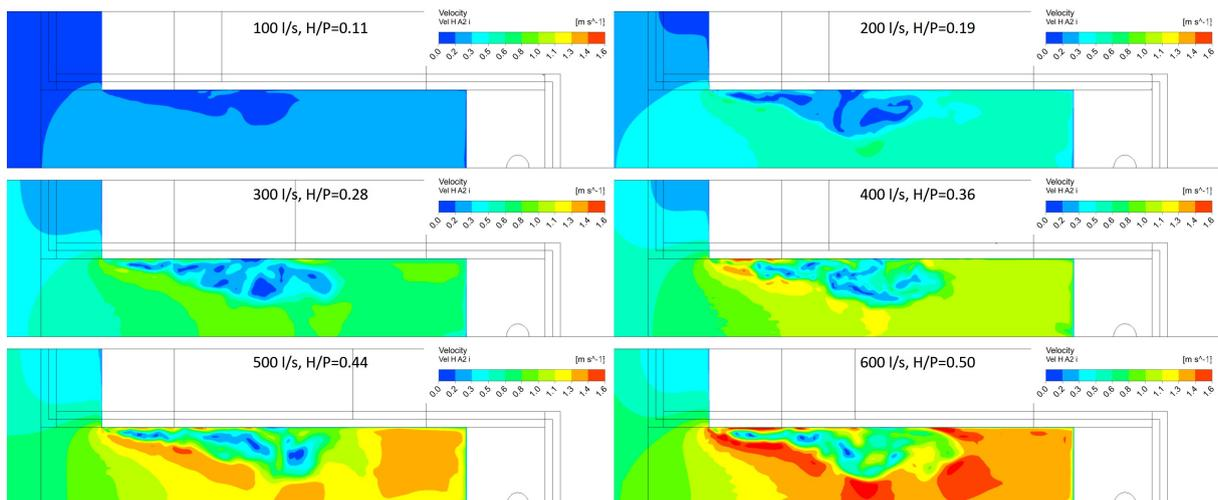 100 l/s, H/P=0.11
Velocity
Vel H A2 i
[m s^-1]
0.0 0.2 0.3 0.5 0.6 0.8 1.0 1.1 1.3 1.4 1.6
200 l/s, H/P=0.19
Velocity
Vel H A2 i
[m s^-1]
0.0 0.2 0.3 0.5 0.6 0.8 1.0 1.1 1.3 1.4 1.6
300 l/s, H/P=0.28
Velocity
Vel H A2 i
[m s^-1]
0.0 0.2 0.3 0.5 0.6 0.8 1.0 1.1 1.3 1.4 1.6
400 l/s, H/P=0.36
Velocity
Vel H A2 i
[m s^-1]
0.0 0.2 0.3 0.5 0.6 0.8 1.0 1.1 1.3 1.4 1.6
500 l/s, H/P=0.44
Velocity
Vel H A2 i
[m s^-1]
0.0 0.2 0.3 0.5 0.6 0.8 1.0 1.1 1.3 1.4 1.6
600 l/s, H/P=0.50
Velocity
Vel H A2 i
[m s^-1]
0.0 0.2 0.3 0.5 0.6 0.8 1.0 1.1 1.3 1.4 1.6